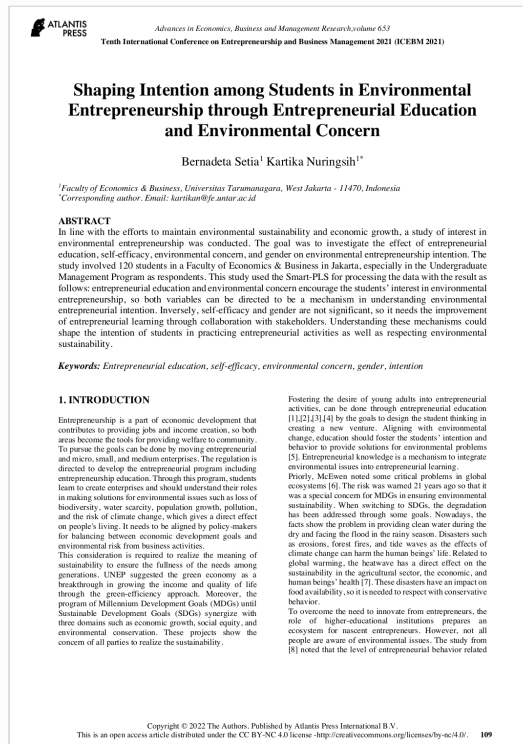 ATLANTIS
PRESS
Advances in Economics, Business and Management Research,volume 653
Tenth International Conference on Entrepreneurship and Business Management 2021 (ICEBM 2021)
Shaping Intention among Students in Environmental
Entrepreneurship through Entrepreneurial Education
and Environmental Concern
Bernadeta Setia1 Kartika Nuringsih1*
1Faculty of Economics & Business, Universitas Tarumanagara, West Jakarta - 11470, Indonesia
*Corresponding author. Email: kartikan@fe.untar.ac.id
ABSTRACT
In line with the efforts to maintain environmental sustainability and economic growth, a study of interest in
environmental entrepreneurship was conducted. The goal was to investigate the effect of entrepreneurial
education, self-efficacy, environmental concern, and gender on environmental entrepreneurship intention. The
study involved 120 students in a Faculty of Economics & Business in Jakarta, especially in the Undergraduate
Management Program as respondents. This study used the Smart-PLS for processing the data with the result as
follows: entrepreneurial education and environmental concern encourage the students' interest in environmental
entrepreneurship, so both variables can be directed to be a mechanism in understanding environmental
entrepreneurial intention. Inversely, self-efficacy and gender are not significant, so it needs the improvement
of entrepreneurial learning through collaboration with stakeholders. Understanding these mechanisms could
shape the intention of students in practicing entrepreneurial activities as well as respecting environmental
sustainability.
Keywords: Entrepreneurial education, self-efficacy, environmental concern, gender, intention
1. INTRODUCTION
Entrepreneurship is a part of economic development that
contributes to providing jobs and income creation, so both
areas become the tools for providing welfare to community.
To pursue the goals can be done by moving entrepreneurial
and micro, small, and medium enterprises. The regulation is
directed to develop the entrepreneurial program including
entrepreneurship education. Through this program, students
learn to create enterprises and should understand their roles
in making solutions for environmental issues such as loss of
biodiversity, water scarcity, population growth, pollution,
and the risk of climate change, which gives a direct effect
on people's living. It needs to be aligned by policy-makers
for balancing between economic development goals and
environmental risk from business activities.
This consideration is required to realize the meaning of
sustainability to ensure the fullness of the needs among
generations. UNEP suggested the green economy as a
breakthrough in growing the income and quality of life
through the green-efficiency approach. Moreover, the
program of Millennium Development Goals (MDGs) until
Sustainable Development Goals (SDGs) synergize with
three domains such as economic growth, social equity, and
environmental conservation. These projects show the
concern of all parties to realize the sustainability.
Fostering the desire of young adults into entrepreneurial
activities, can be done through entrepreneurial education
[1],[2],[3],[4] by the goals to design the student thinking in
creating a new venture. Aligning with environmental
change, education should foster the students' intention and
behavior to provide solutions for environmental problems
[5]. Entrepreneurial knowledge is a mechanism to integrate
environmental issues into entrepreneurial learning.
Priorly, McEwen noted some critical problems in global
ecosystems [6]. The risk was warned 21 years ago so that it
was a special concern for MDGs in ensuring environmental
sustainability. When switching to SDGs, the degradation
has been addressed through some goals. Nowadays, the
facts show the problem in providing clean water during the
dry and facing the flood in the rainy season. Disasters such
as erosions, forest fires, and tide waves as the effects of
climate change can harm the human beings' life. Related to
global warming, the heatwave has a direct effect on the
sustainability in the agricultural sector, the economic, and
human beings' health [7]. These disasters have an impact on
food availability, so it is needed to respect with conservative
behavior.
To overcome the need to innovate from entrepreneurs, the
role of higher-educational institutions prepares an
ecosystem for nascent entrepreneurs. However, not all
people are aware of environmental issues. The study from
[8] noted that the level of entrepreneurial behavior related
Copyright © 2022 The Authors. Published by Atlantis Press International B.V.
This is an open access article distributed under the CC BY-NC 4.0 license -http://creativecommons.org/licenses/by-nc/4.0/. 109